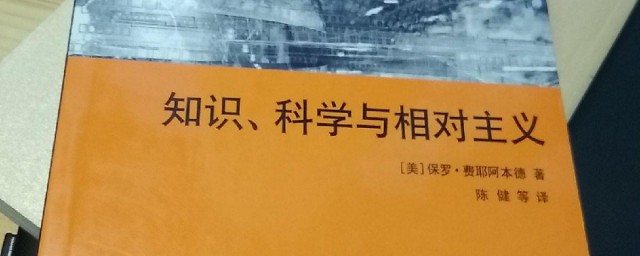 知识、科学与相对主义
[美]保罗·费耶阿本德 著
陈健等译